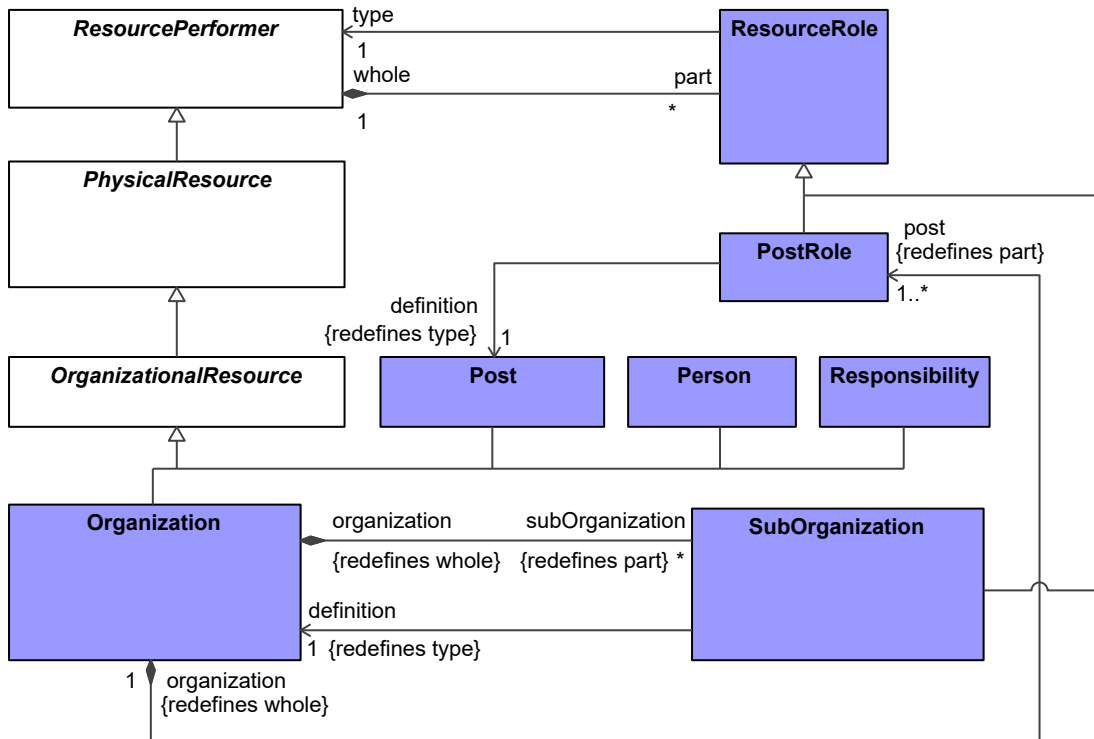 ResourcePerformer
type
1
whole
1
part
*
ResourceRole
PhysicalResource
PostRole
post
{redefines part}
1..*
definition
{redefines type}
1
OrganizationalResource
Post
Person
Responsibility
Organization
organization
{redefines whole}
subOrganization
{redefines part} *
SubOrganization
definition
1 {redefines type}
1
organization
{redefines whole}